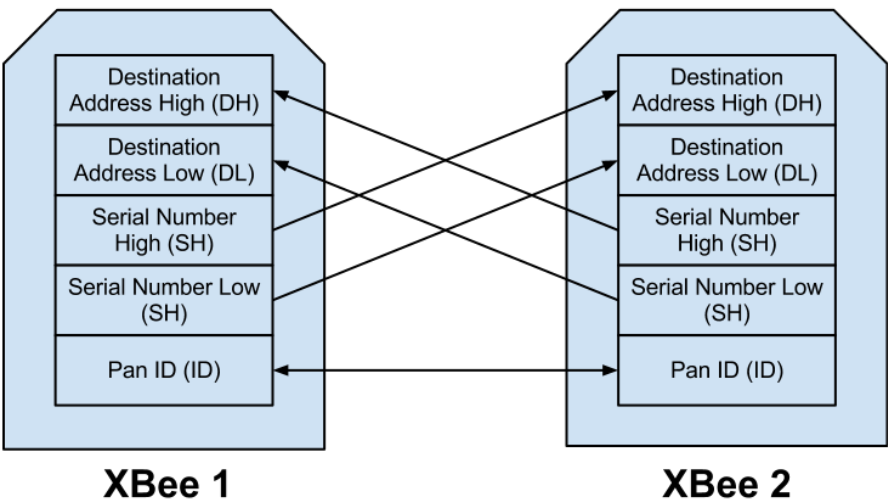 Destination
Address High (DH)
Destination
Address Low (DL)
Serial Number
High (SH)
Serial Number Low
(SH)
Pan ID (ID)
XBee 1
Destination
Address High (DH)
Destination
Address Low (DL)
Serial Number
High (SH)
Serial Number Low
(SH)
Pan ID (ID)
XBee 2